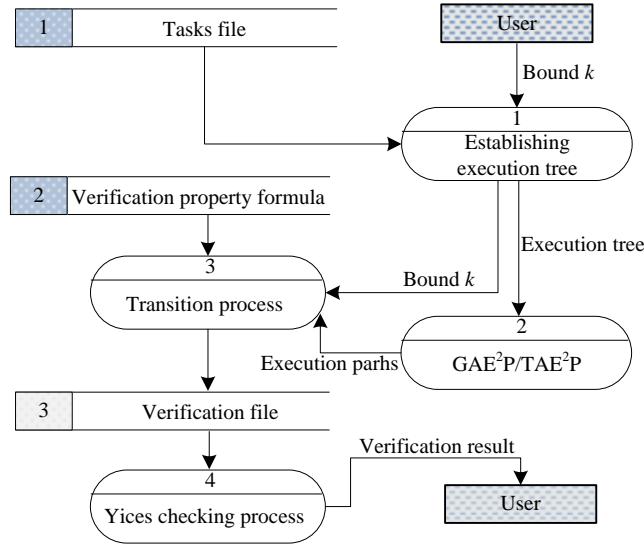 1
Tasks file
User
Bound k
1
Establishing
execution tree
2
Verification property formula
Execution tree
3
Transition process
Bound k
2
GAE²P/TAE²P
Execution parhs
3
Verification file
Verification result
4
Yices checking process
User